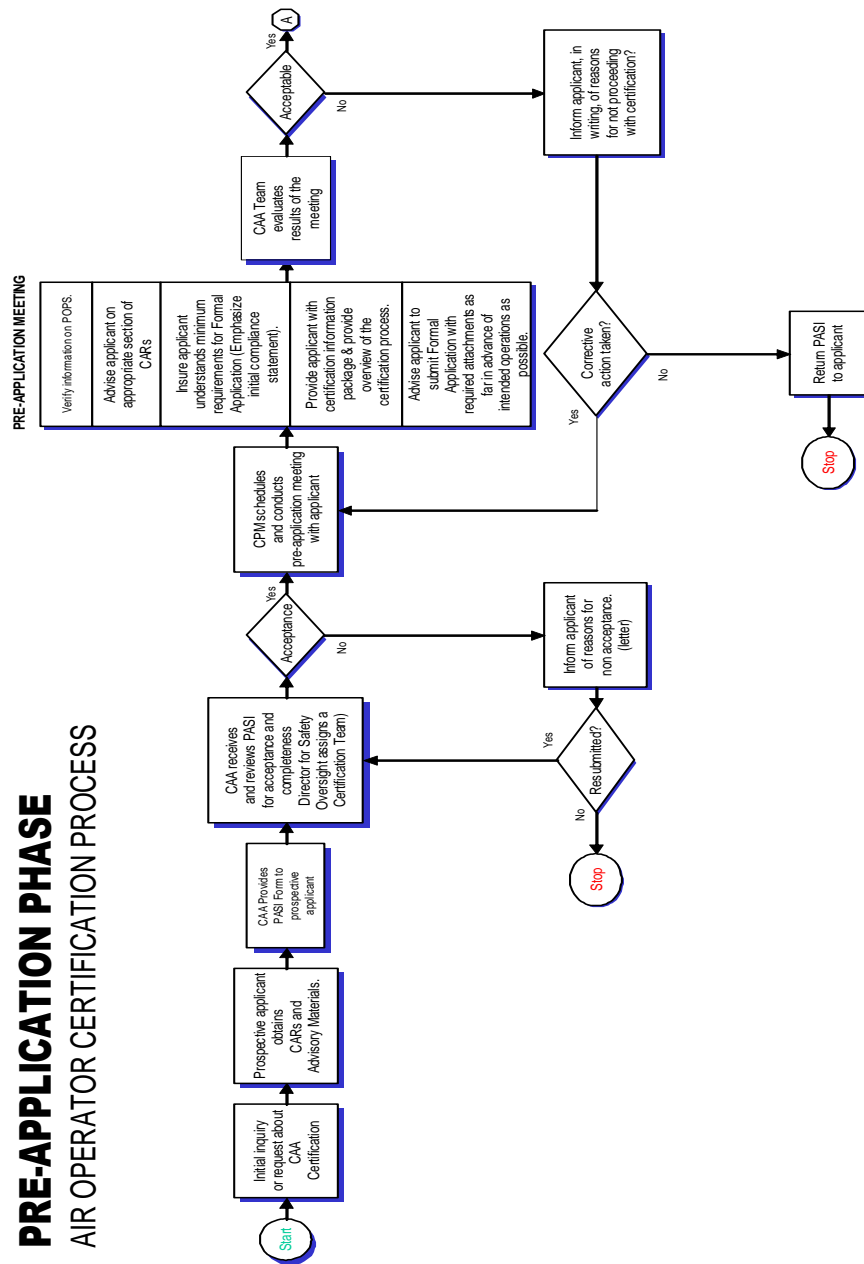 PRE-APPLICATION PHASE
AIR OPERATOR CERTIFICATION PROCESS
Start
Initial inquiry
or request about
CAA
Certification
Prospective applicant
obtains
CARs and
Advisory Materials.
CAA Provides
PASI Form to
prospective
applicant
CAA receives
and reviews PASI
for acceptance and
completeness
Director for Safety
Oversight assigns a
Certification Team)
Acceptance
Yes
No
Inform applicant
of reasons for
non acceptance.
(letter)
Resubmitted?
Yes
No
Stop
CPM schedules
and conducts
pre-application meeting
with applicant
PRE-APPLICATION MEETING
Verify information on POPS.
Advise applicant on
appropriate section of
CARs
Insure applicant
understands minimum
requirements for Formal
Application (Emphasize
initial compliance
statement).
Provide applicant with
certification information
package & provide
overview of the
certification process.
Advise applicant to
submit Formal
Application with
required attachments as
far in advance of
intended operations as
possible.
CAA Team
evaluates
results of the
meeting
Acceptable
Yes
A
No
Inform applicant, in
writing, of reasons
for not proceeding
with certification?
Corrective
action taken?
Yes
No
Return PASI
to applicant
Stop